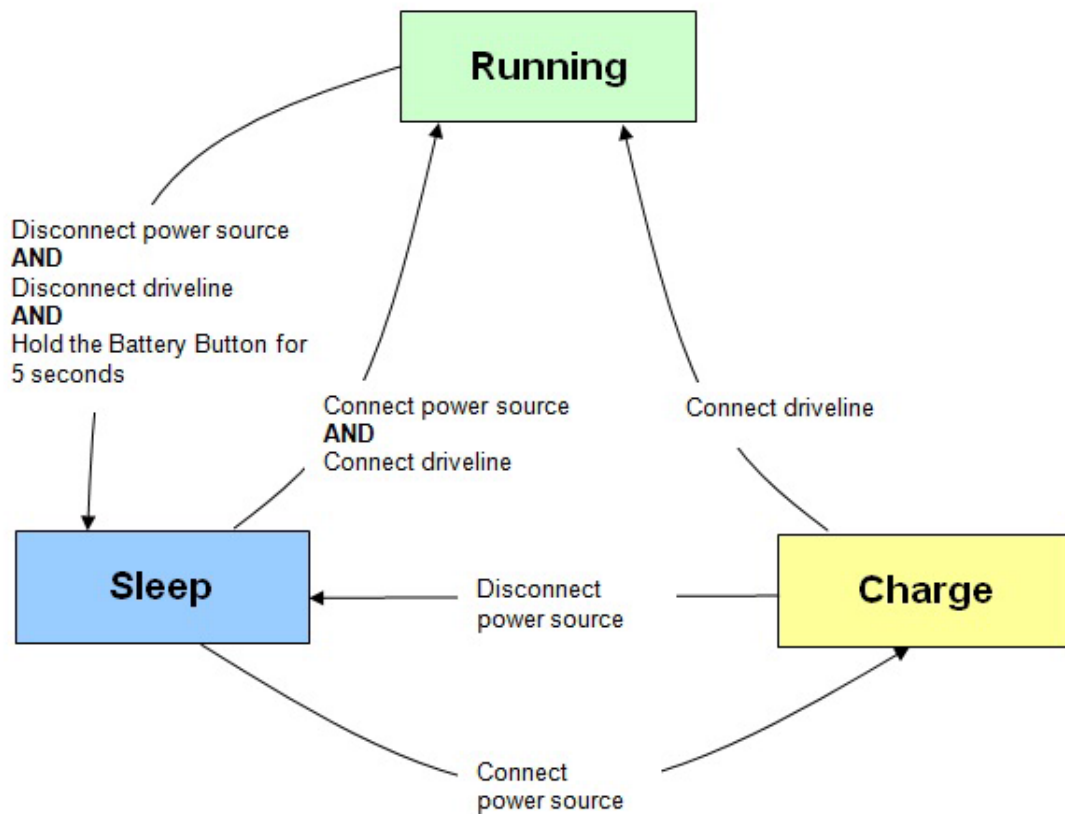 Running
Disconnect power source
AND
Disconnect driveline
AND
Hold the Battery Button for
5 seconds
Connect power source
AND
Connect driveline
Connect driveline
Sleep
Disconnect
power source
Charge
Connect
power source